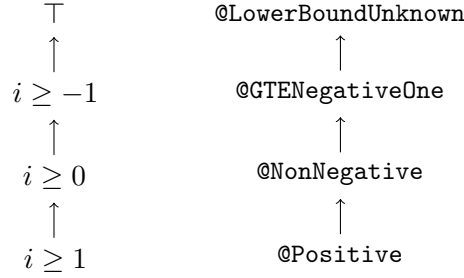 ⊤ @LowerBoundUnknown
i ≥ −1 @GTENegativeOne
i ≥ 0 @NonNegative
i ≥ 1 @Positive